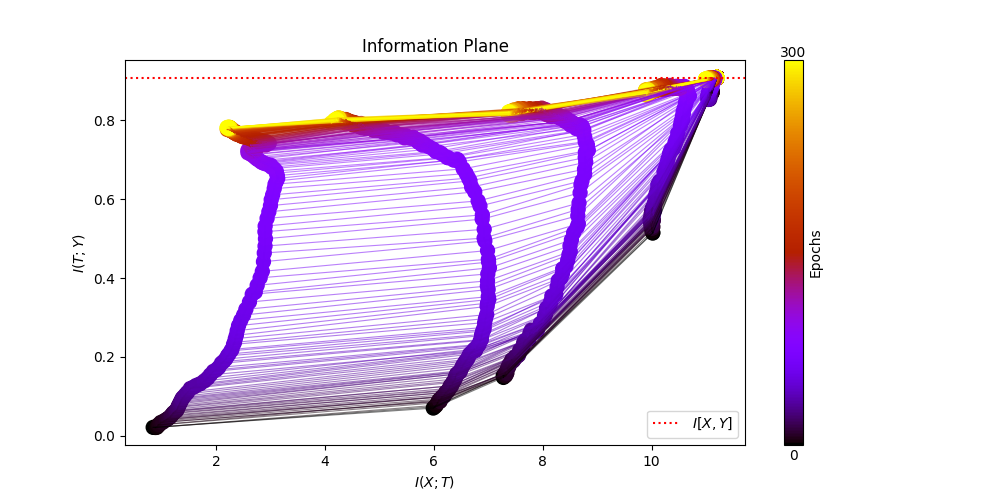 Information Plane
300
0.8
0.6
0.4
0.2
0.0
I(T; Y)
Epochs
I[X, Y]
2 4 6 8 10
0
I(X; T)